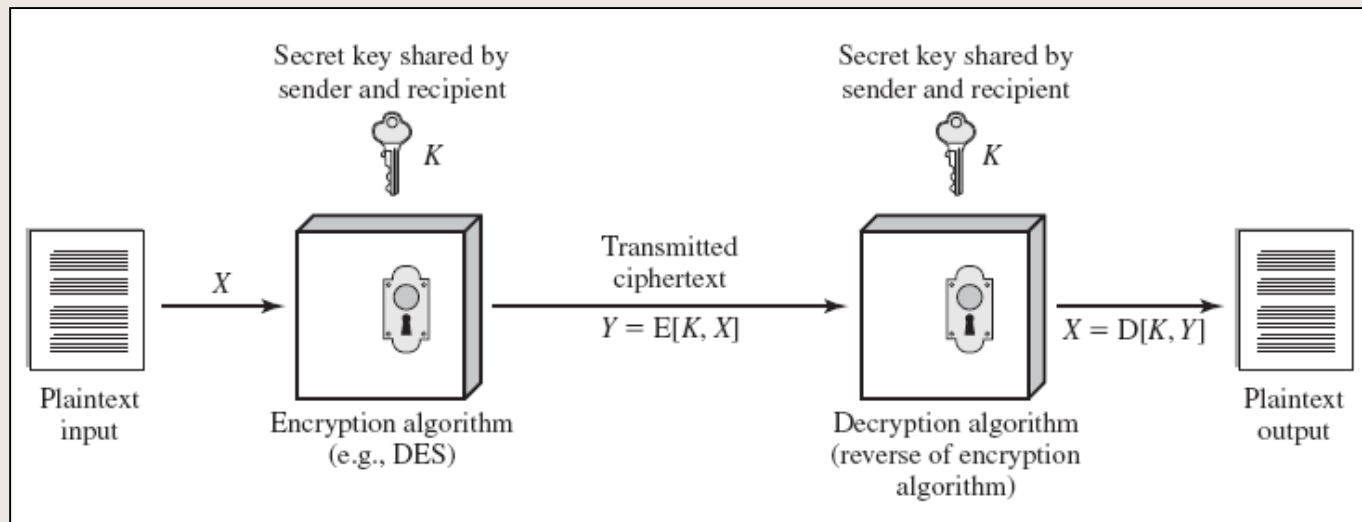 Secret key shared by
sender and recipient
K
Secret key shared by
sender and recipient
K
X
Transmitted
ciphertext
Y = E[K, X]
X = D[K, Y]
Plaintext
input
Encryption algorithm
(e.g., DES)
Decryption algorithm
(reverse of encryption
algorithm)
Plaintext
output